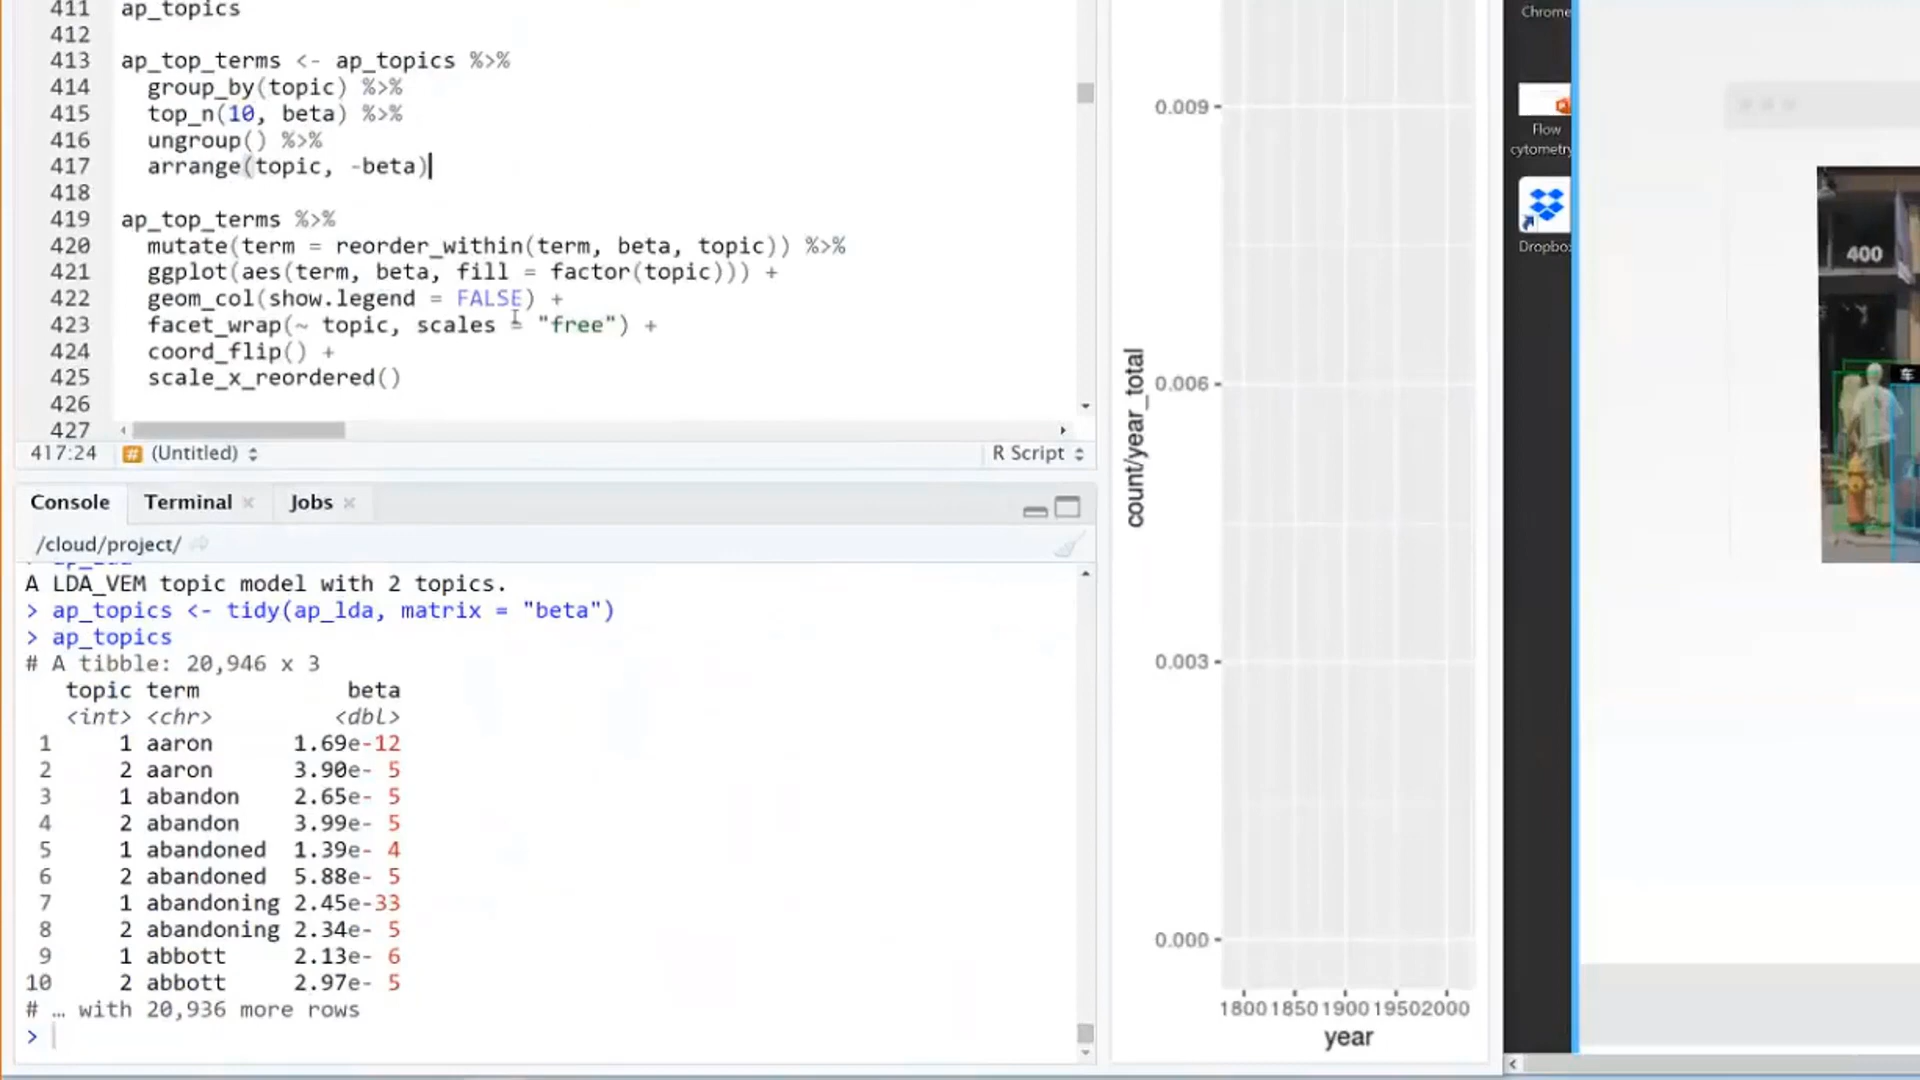 411 ap_topics
412
413 ap_top_terms <- ap_topics %>%
414 group_by(topic) %>%
415 top_n(10, beta) %>%
416 ungroup() %>%
417 arrange(topic, -beta)
418
419 ap_top_terms %>%
420 mutate(term = reorder_within(term, beta, topic)) %>%
421 ggplot(aes(term, beta, fill = factor(topic))) +
422 geom_col(show.legend = FALSE) +
423 facet_wrap(~ topic, scales = "free") +
424 coord_flip() +
425 scale_x_reordered()
426
427
417:24 (Untitled) R Script
Console Terminal Jobs
/cloud/project/
A LDA_VEM topic model with 2 topics.
> ap_topics <- tidy(ap_lda, matrix = "beta")
> ap_topics
# A tibble: 20,946 x 3
topic term beta
<int> <chr> <dbl>
1 1 aaron 1.69e-12
2 2 aaron 3.90e- 5
3 1 abandon 2.65e- 5
4 2 abandon 3.99e- 5
5 1 abandoned 1.39e- 4
6 2 abandoned 5.88e- 5
7 1 abandoning 2.45e-33
8 2 abandoning 2.34e- 5
9 1 abbott 2.13e- 6
10 2 abbott 2.97e- 5
# … with 20,936 more rows
>
count/year_total
0.009
0.006
0.003
0.000
1800 1850 1900 1950 2000
year
Chrome
Flow
cytometry
Dropbox
400
车